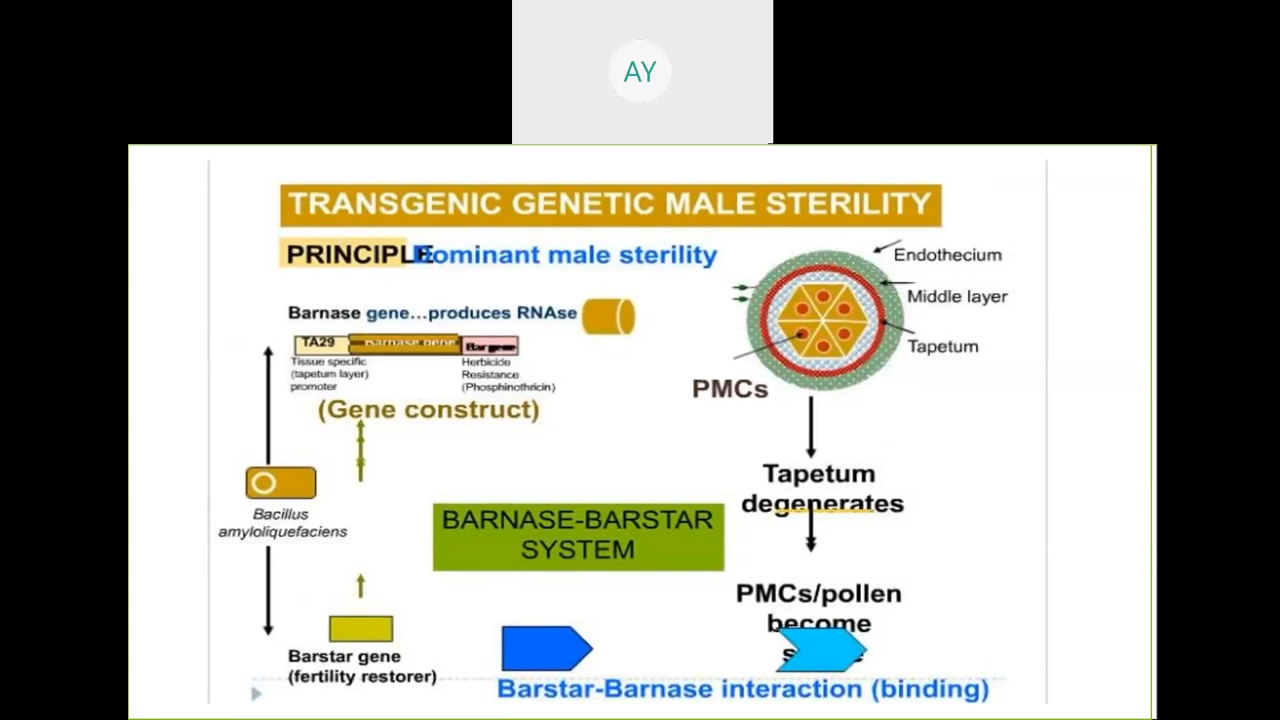 AY
TRANSGENIC GENETIC MALE STERILITY
PRINCIPLE
Dominant male sterility
Endothecium
Middle layer
Tapetum
PMCs
Barnase gene...produces RNAse
TA29 Barnase gene Bar gene
Tissue specific
(tapetum layer)
promoter
Herbicide
Resistance
(Phosphinothricin)
(Gene construct)
Tapetum
degenerates
Bacillus
amyloliquefaciens
BARNASE-BARSTAR
SYSTEM
PMCs/pollen
become
Barstar gene
(fertility restorer)
Barstar-Barnase interaction (binding)